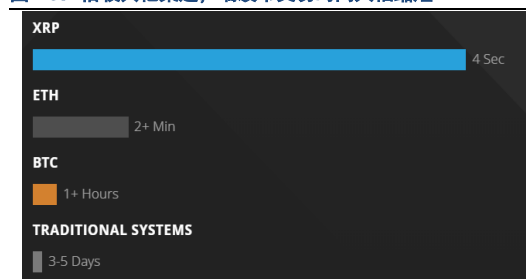 XRP
4 Sec
ETH
2+ Min
BTC
1+ Hours
TRADITIONAL SYSTEMS
3-5 Days